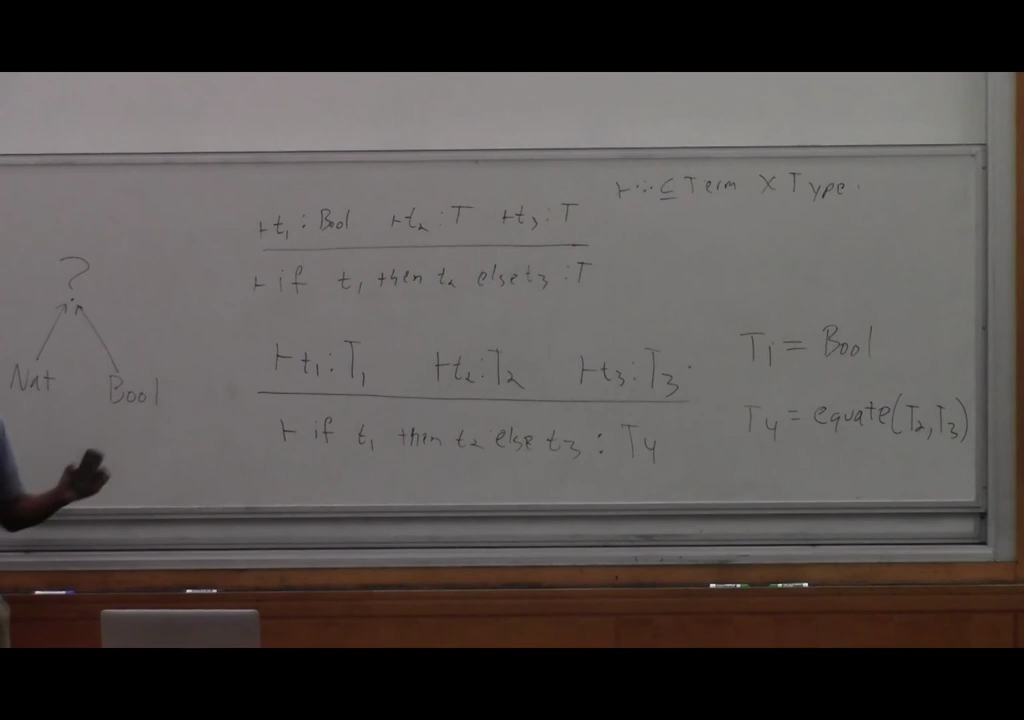 ⊢ : ⊆ Term × Type.
⊢ t₁ : Bool ⊢ t₂ : T ⊢ t₃ : T
⊢ if t₁ then t₂ else t₃ : T
?
Nat Bool
⊢ t₁ : T₁ ⊢ t₂ : T₂ ⊢ t₃ : T₃
⊢ if t₁ then t₂ else t₃ : T₄
T₁ = Bool
T₄ = equate(T₂, T₃)